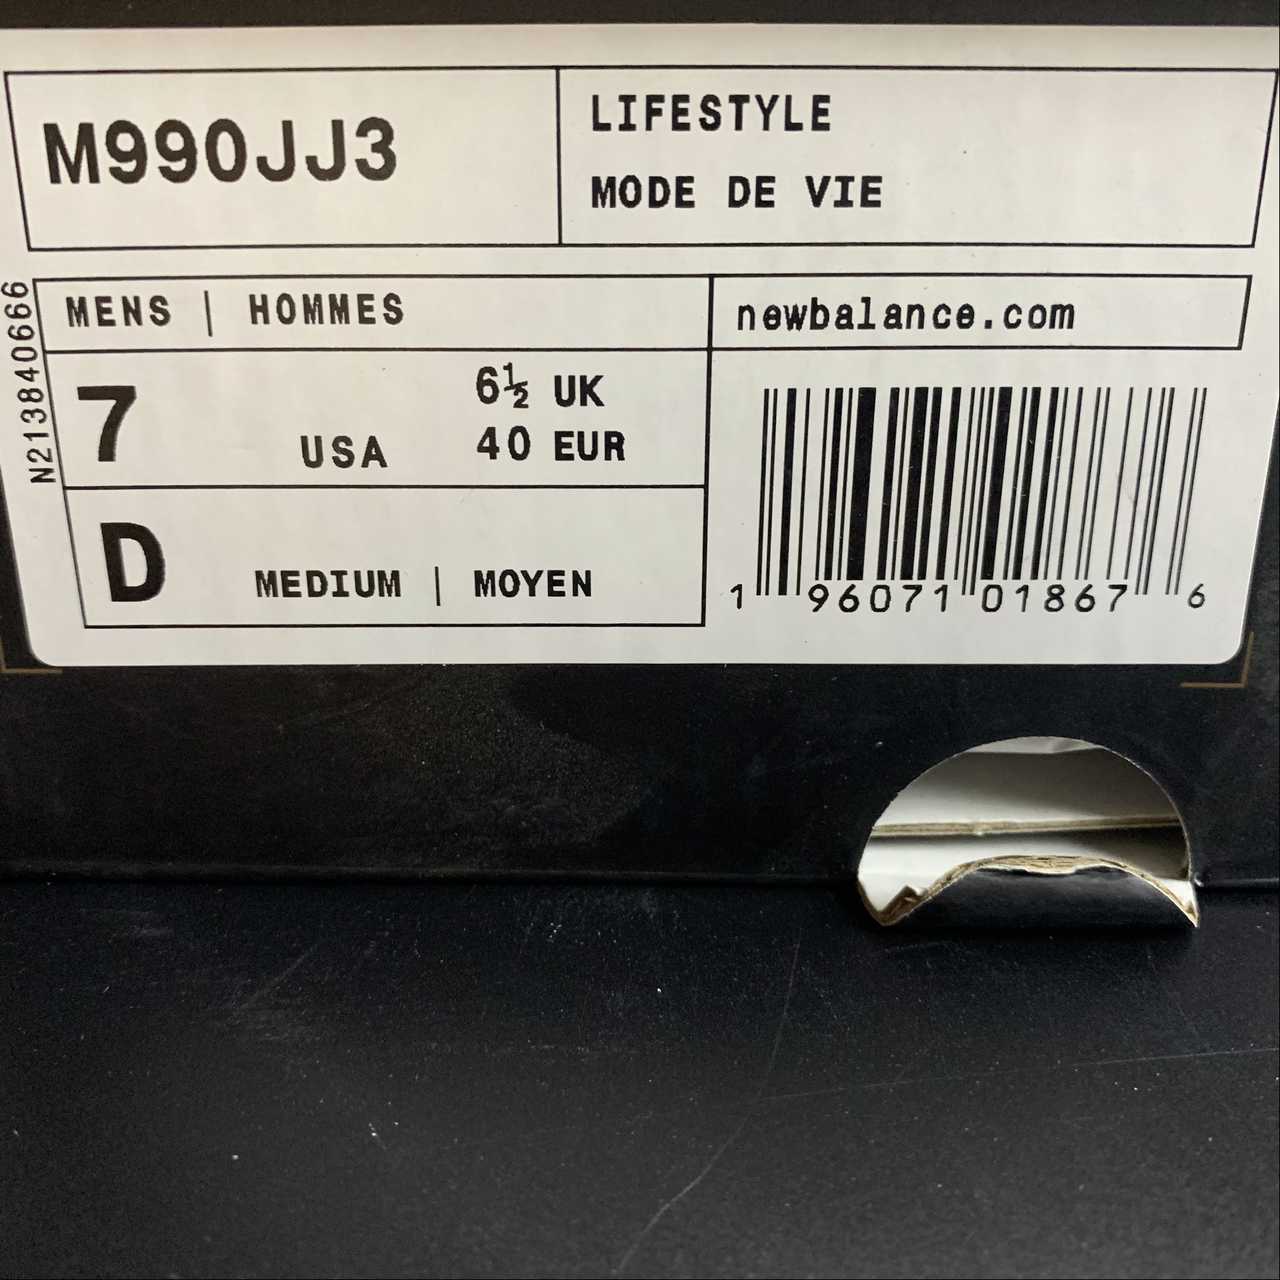 M990JJ3
LIFESTYLE
MODE DE VIE
N213840666
MENS | HOMMES
newbalance.com
7 USA
6½ UK
40 EUR
D MEDIUM | MOYEN
1 96071 01867 6